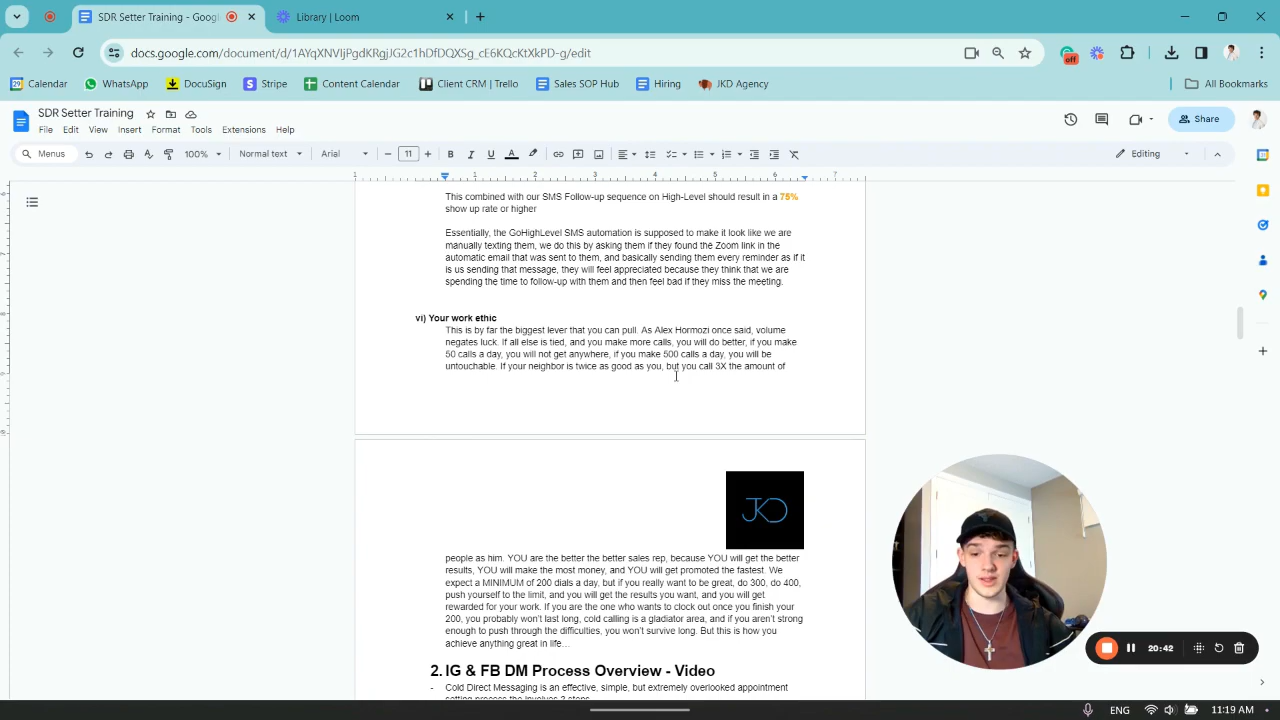 SDR Setter Training - Googl
Library | Loom
docs.google.com/document/d/1AYqXNVljPgdKRgjJG2c1hDfDQXSg_cE6KQcKtXkPD-g/edit
off
Calendar
WhatsApp
DocuSign
Stripe
Content Calendar
Client CRM | Trello
Sales SOP Hub
Hiring
JKD Agency
All Bookmarks
SDR Setter Training
File Edit View Insert Format Tools Extensions Help
Share
Menus
100%
Normal text
Arial
11
Editing
1 1 2 3 4 5 6 7
This combined with our SMS Follow-up sequence on High-Level should result in a 75%
show up rate or higher
Essentially, the GoHighLevel SMS automation is supposed to make it look like we are
manually texting them, we do this by asking them if they found the Zoom link in the
automatic email that was sent to them, and basically sending them every reminder as if it
is us sending that message, they will feel appreciated because they think that we are
spending the time to follow-up with them and then feel bad if they miss the meeting.
vi) Your work ethic
This is by far the biggest lever that you can pull. As Alex Hormozi once said, volume
negates luck. If all else is tied, and you make more calls, you will do better, if you make
50 calls a day, you will not get anywhere, if you make 500 calls a day, you will be
untouchable. If your neighbor is twice as good as you, but you call 3X the amount of
JKD
people as him. YOU are the better the better sales rep, because YOU will get the better
results, YOU will make the most money, and YOU will get promoted the fastest. We
expect a MINIMUM of 200 dials a day, but if you really want to be great, do 300, do 400,
push yourself to the limit, and you will get the results you want, and you will get
rewarded for your work. If you are the one who wants to clock out once you finish your
200, you probably won't last long, cold calling is a gladiator area, and if you aren't strong
enough to push through the difficulties, you won't survive long. But this is how you
achieve anything great in life...
2. IG & FB DM Process Overview - Video
- Cold Direct Messaging is an effective, simple, but extremely overlooked appointment
setting process the involves 3 steps
20:42
ENG
11:19 AM